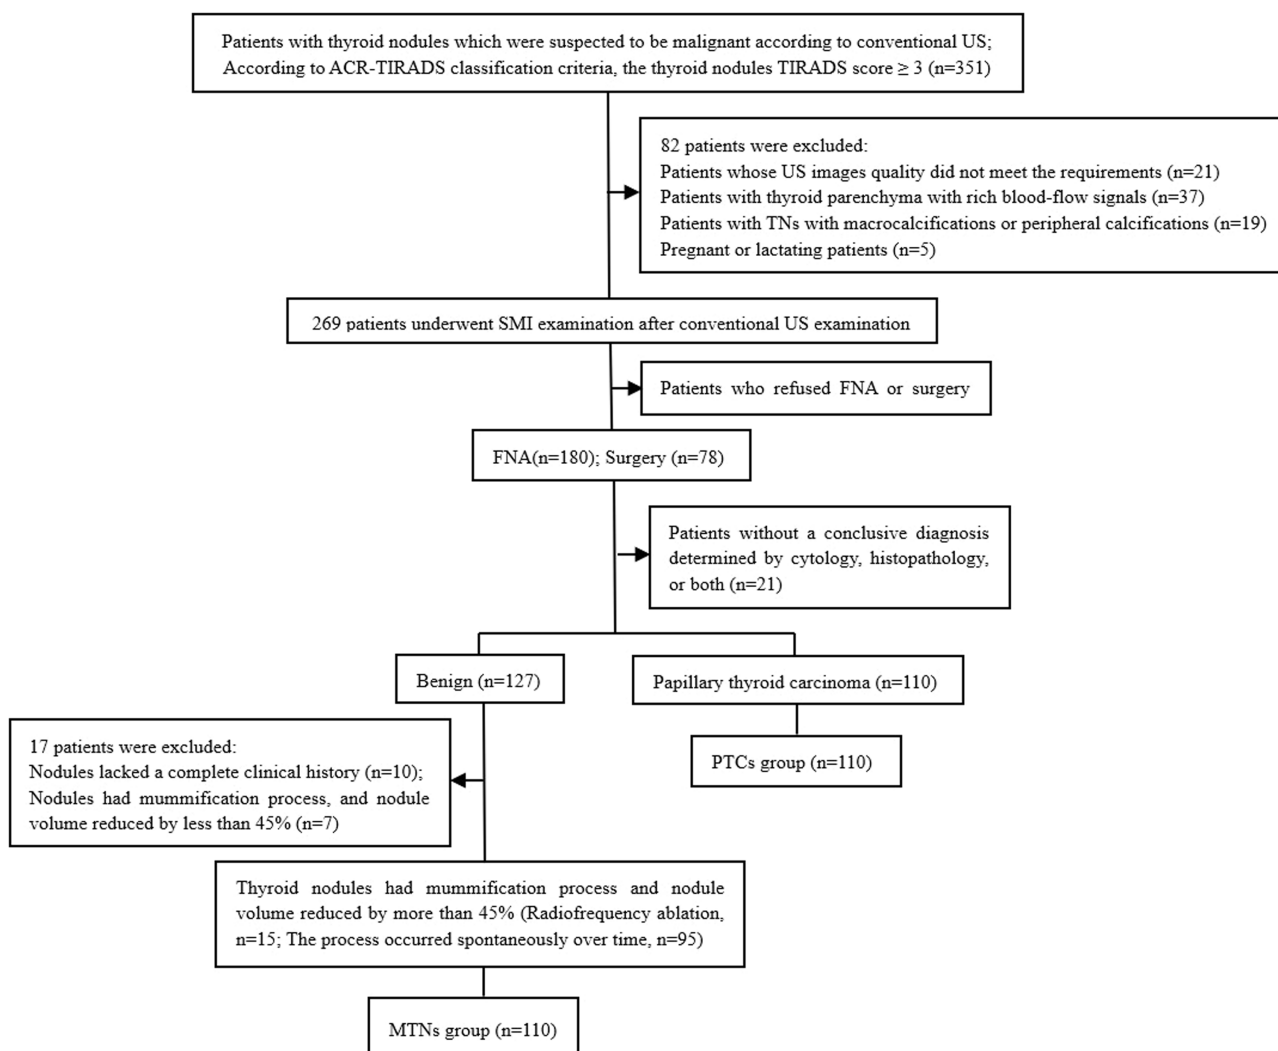 Patients with thyroid nodules which were suspected to be malignant according to conventional US;
According to ACR-TIRADS classification criteria, the thyroid nodules TIRADS score ≥ 3 (n=351)
82 patients were excluded:
Patients whose US images quality did not meet the requirements (n=21)
Patients with thyroid parenchyma with rich blood-flow signals (n=37)
Patients with TNs with macrocalcifications or peripheral calcifications (n=19)
Pregnant or lactating patients (n=5)
269 patients underwent SMI examination after conventional US examination
Patients who refused FNA or surgery
FNA(n=180); Surgery (n=78)
Patients without a conclusive diagnosis
determined by cytology, histopathology,
or both (n=21)
Benign (n=127)
Papillary thyroid carcinoma (n=110)
17 patients were excluded:
Nodules lacked a complete clinical history (n=10);
Nodules had mummification process, and nodule
volume reduced by less than 45% (n=7)
PTCs group (n=110)
Thyroid nodules had mummification process and nodule
volume reduced by more than 45% (Radiofrequency ablation,
n=15; The process occurred spontaneously over time, n=95)
MTNs group (n=110)